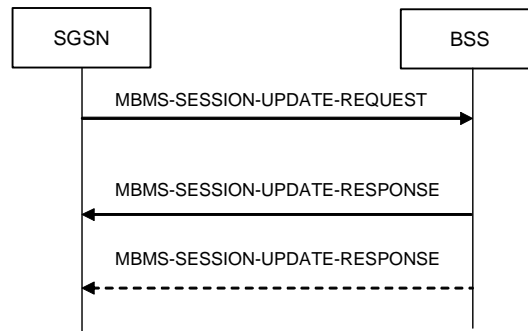 SGSN
BSS
MBMS-SESSION-UPDATE-REQUEST
MBMS-SESSION-UPDATE-RESPONSE
MBMS-SESSION-UPDATE-RESPONSE